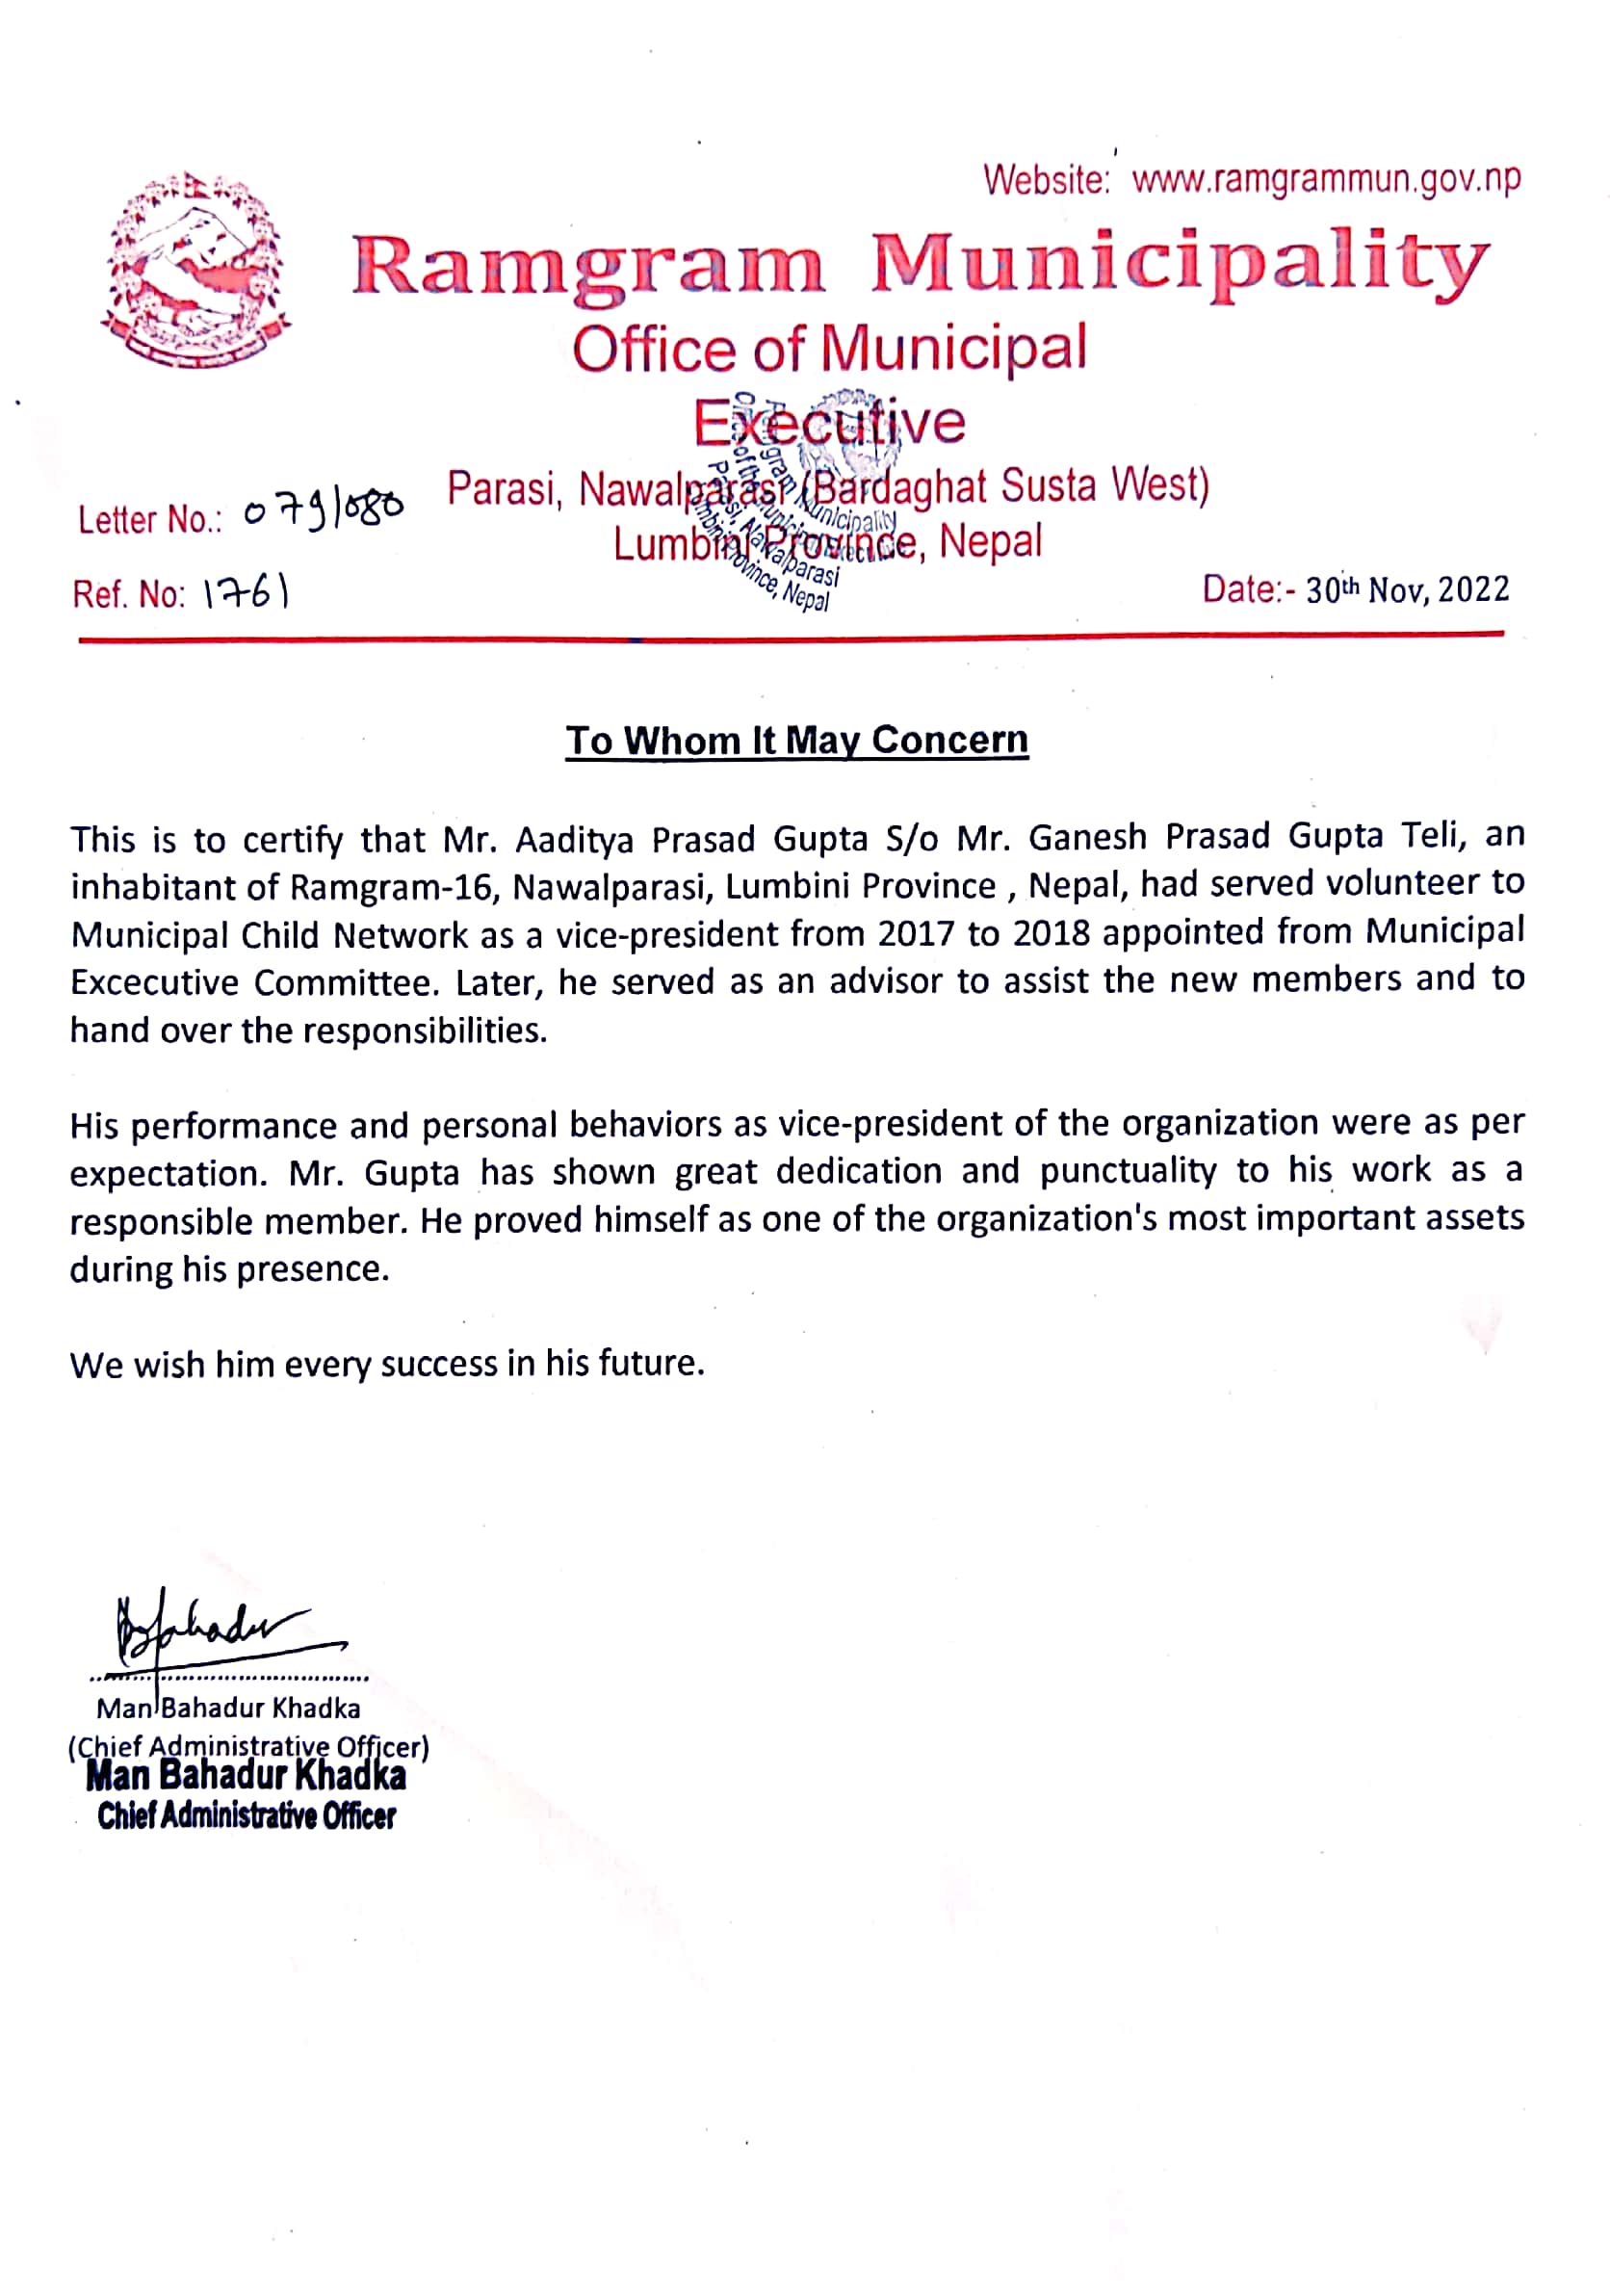 Website: www.ramgrammun.gov.np
Ramgram Municipality
Office of Municipal
Executive
Parasi, Nawalparasi (Bardaghat Susta West)
Lumbini Province, Nepal
Letter No.: 079/080
Ref. No: 1761
Date:- 30th Nov, 2022
Ramgram Municipality
Office of the Municipal Executive
Parasi, Nawalparasi
Lumbini Province, Nepal
To Whom It May Concern
This is to certify that Mr. Aaditya Prasad Gupta S/o Mr. Ganesh Prasad Gupta Teli, an
inhabitant of Ramgram-16, Nawalparasi, Lumbini Province , Nepal, had served volunteer to
Municipal Child Network as a vice-president from 2017 to 2018 appointed from Municipal
Excecutive Committee. Later, he served as an advisor to assist the new members and to
hand over the responsibilities.
His performance and personal behaviors as vice-president of the organization were as per
expectation. Mr. Gupta has shown great dedication and punctuality to his work as a
responsible member. He proved himself as one of the organization's most important assets
during his presence.
We wish him every success in his future.
Man Bahadur Khadka
(Chief Administrative Officer)
Man Bahadur Khadka
Chief Administrative Officer